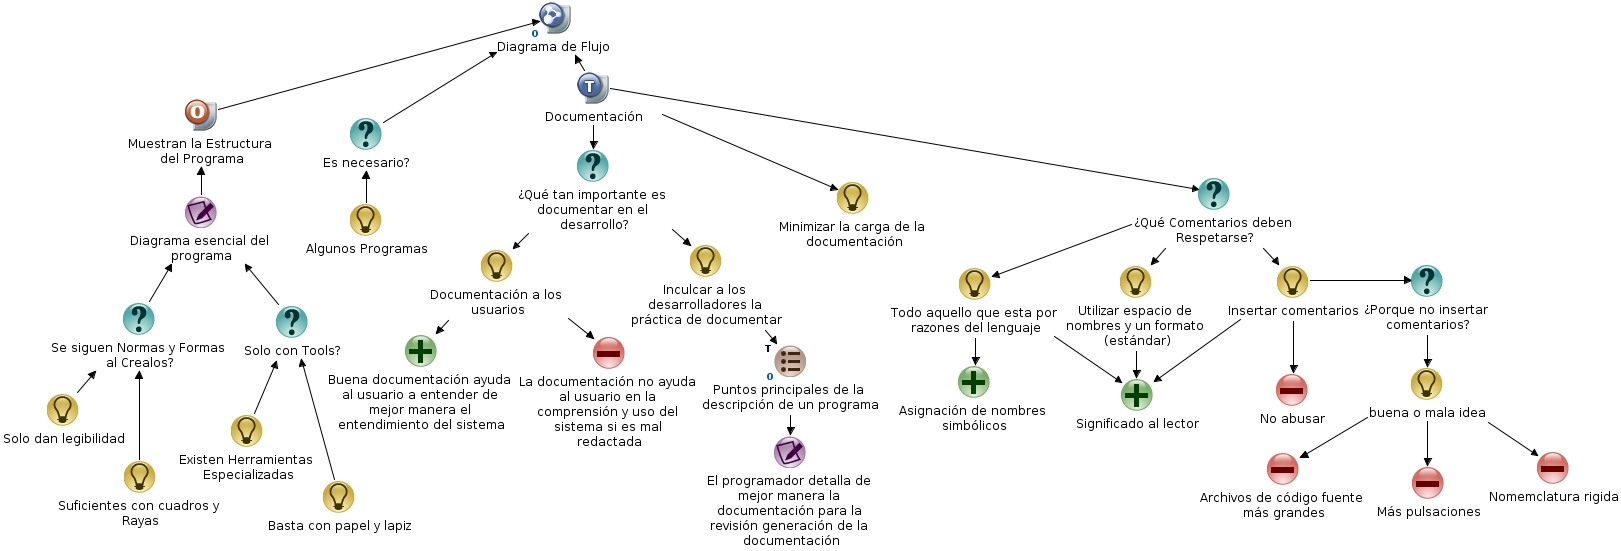 Diagrama de Flujo
Documentación
Muestran la Estructura
del Programa
Es necesario?
¿Qué tan importante es
documentar en el
desarrollo?
Minimizar la carga de la
documentación
¿Qué Comentarios deben
Respetarse?
Diagrama esencial del
programa
Algunos Programas
Documentación a los
usuarios
Inculcar a los
desarrolladores la
práctica de documentar
Todo aquello que esta por
razones del lenguaje
Utilizar espacio de
nombres y un formato
(estándar)
Insertar comentarios
¿Porque no insertar
comentarios?
Se siguen Normas y Formas
al Crealos?
Solo con Tools?
Buena documentación ayuda
al usuario a entender de
mejor manera el
entendimiento del sistema
La documentación no ayuda
al usuario en la
comprensión y uso del
sistema si es mal
redactada
Puntos principales de la
descripción de un programa
Asignación de nombres
simbólicos
Significado al lector
No abusar
buena o mala idea
Solo dan legibilidad
Existen Herramientas
Especializadas
Suficientes con cuadros y
Rayas
Basta con papel y lapiz
El programador detalla de
mejor manera la
documentación para la
revisión generación de la
documentación
Archivos de código fuente
más grandes
Más pulsaciones
Nomemclatura rigida